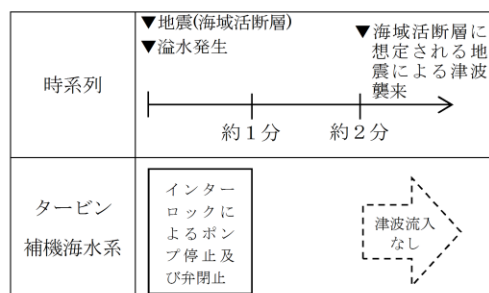 ▼地震(海域活断層)
▼溢水発生
▼海域活断層に
想定される地
震による津波
襲来
時系列
約1分
約2分
タービン
補機海水系
インター
ロックに
よるポン
プ停止及
び弁閉止
津波流入
なし